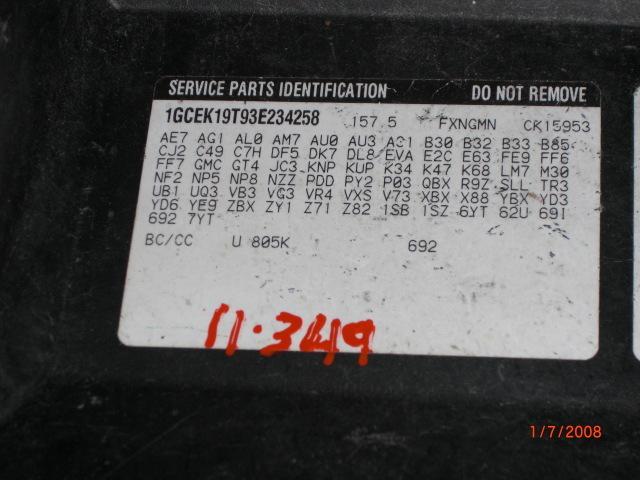 SERVICE PARTS IDENTIFICATION DO NOT REMOVE
1GCEK19T93E234258 157.5 FXNGMN CK15953
AE7 AG1 AL0 AM7 AU0 AU3 A31 B30 B32 B33 B85
CJ2 C49 C7H DF5 DK7 DL8 EVA E2C E63 FE9 FF6
FF7 GMC GT4 JC3 KNP KUP K34 K47 K68 LM7 M30
NF2 NP5 NP8 NZZ PDD PY2 P03 QBX R9Z SLL TR3
UB1 UQ3 VB3 VG3 VR4 VXS V73 XBX X88 YBX YD3
YD6 YE9 ZBX ZY1 Z71 Z82 1SB 1SZ 6YT 62U 69I
692 7YT
BC/CC U 805K 692
11.349
1/7/2008